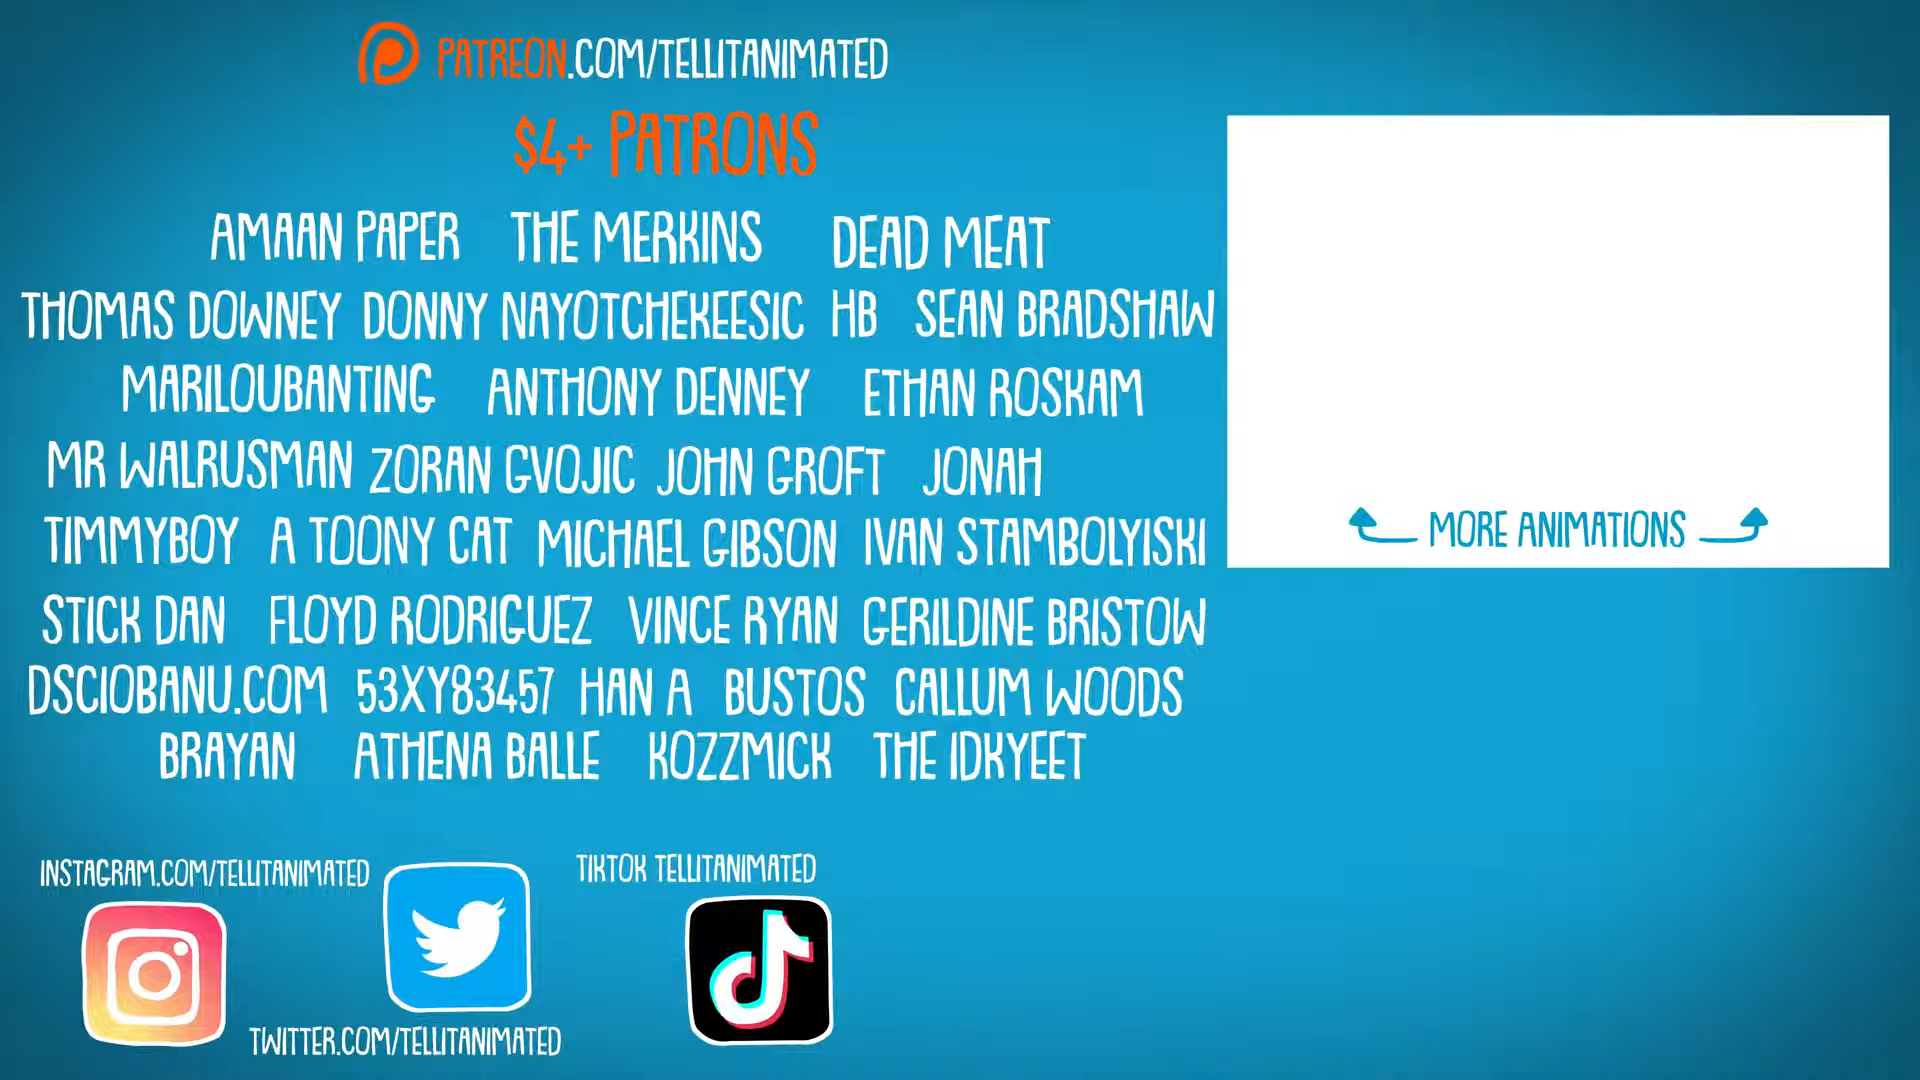 PATREON.COM/TELLITANIMATED
$4+ PATRONS
AMAAN PAPER THE MERKINS DEAD MEAT
THOMAS DOWNEY DONNY NAYOTCHEKEESIC HB SEAN BRADSHAW
MARILOUBANTING ANTHONY DENNEY ETHAN ROSKAM
MR WALRUSMAN ZORAN GVOJIC JOHN GROFT JONAH
TIMMYBOY A TOONY CAT MICHAEL GIBSON IVAN STAMBOLYISKI
STICK DAN FLOYD RODRIGUEZ VINCE RYAN GERILDINE BRISTOW
DSCIOBANU.COM 53XY83457 HAN A BUSTOS CALLUM WOODS
BRAYAN ATHENA BALLE KOZZMICK THE IDKYEET
MORE ANIMATIONS
INSTAGRAM.COM/TELLITANIMATED
TWITTER.COM/TELLITANIMATED
TIKTOK TELLITANIMATED